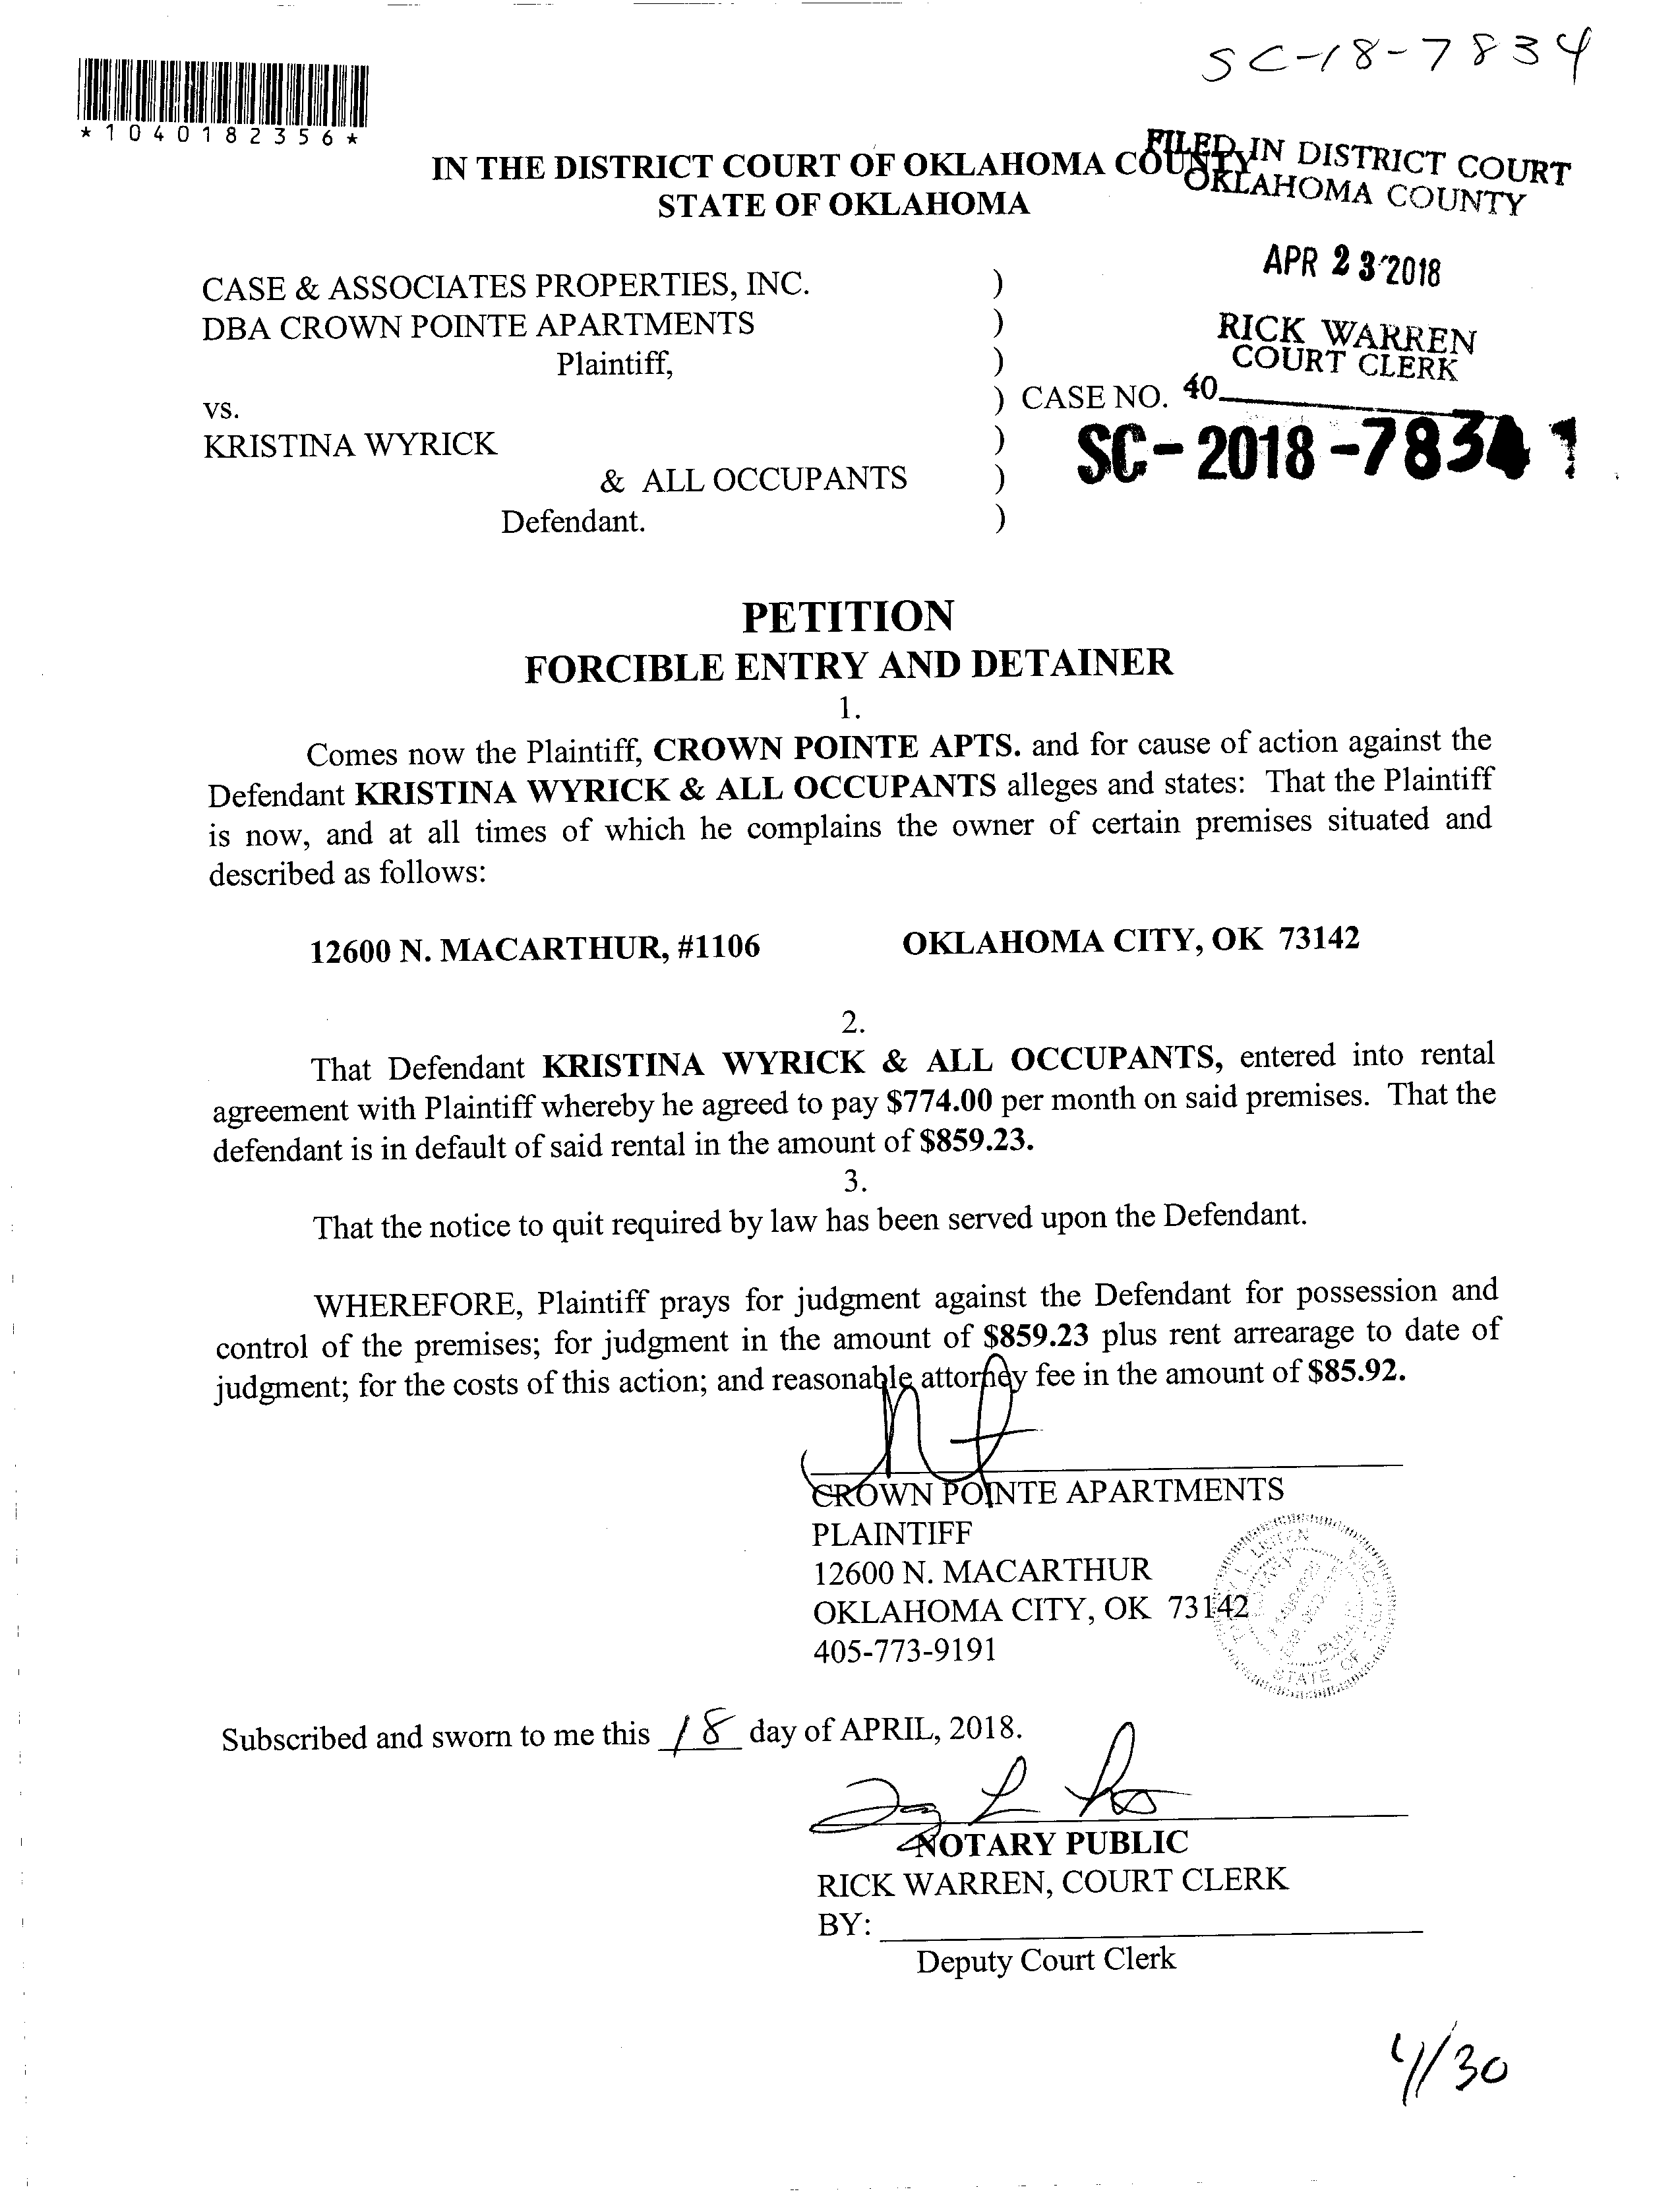 SC-18-7834
*1040182356*
FILED IN DISTRICT COURT
OKLAHOMA COUNTY
IN THE DISTRICT COURT OF OKLAHOMA COUNTY
STATE OF OKLAHOMA
APR 23 2018
RICK WARREN
COURT CLERK
40
CASE & ASSOCIATES PROPERTIES, INC. )
DBA CROWN POINTE APARTMENTS )
Plaintiff, )
vs. ) CASE NO.
KRISTINA WYRICK )
SC-2018-7834
& ALL OCCUPANTS )
Defendant. )
PETITION
FORCIBLE ENTRY AND DETAINER
1.
Comes now the Plaintiff, CROWN POINTE APTS. and for cause of action against the
Defendant KRISTINA WYRICK & ALL OCCUPANTS alleges and states: That the Plaintiff
is now, and at all times of which he complains the owner of certain premises situated and
described as follows:
12600 N. MACARTHUR, #1106 OKLAHOMA CITY, OK 73142
2.
That Defendant KRISTINA WYRICK & ALL OCCUPANTS, entered into rental
agreement with Plaintiff whereby he agreed to pay $774.00 per month on said premises. That the
defendant is in default of said rental in the amount of $859.23.
3.
That the notice to quit required by law has been served upon the Defendant.
WHEREFORE, Plaintiff prays for judgment against the Defendant for possession and
control of the premises; for judgment in the amount of $859.23 plus rent arrearage to date of
judgment; for the costs of this action; and reasonable attorney fee in the amount of $85.92.
CROWN POINTE APARTMENTS
PLAINTIFF
12600 N. MACARTHUR
OKLAHOMA CITY, OK 73142
405-773-9191
STATE OF
Subscribed and sworn to me this 18 day of APRIL, 2018.
NOTARY PUBLIC
RICK WARREN, COURT CLERK
BY:
Deputy Court Clerk
4/30